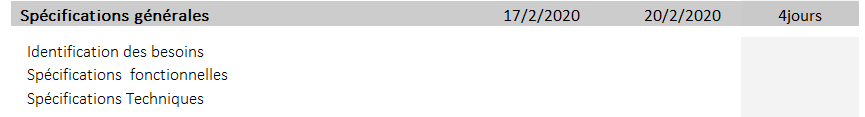 Spécifications générales 17/2/2020 20/2/2020 4jours
Identification des besoins
Spécifications fonctionnelles
Spécifications Techniques